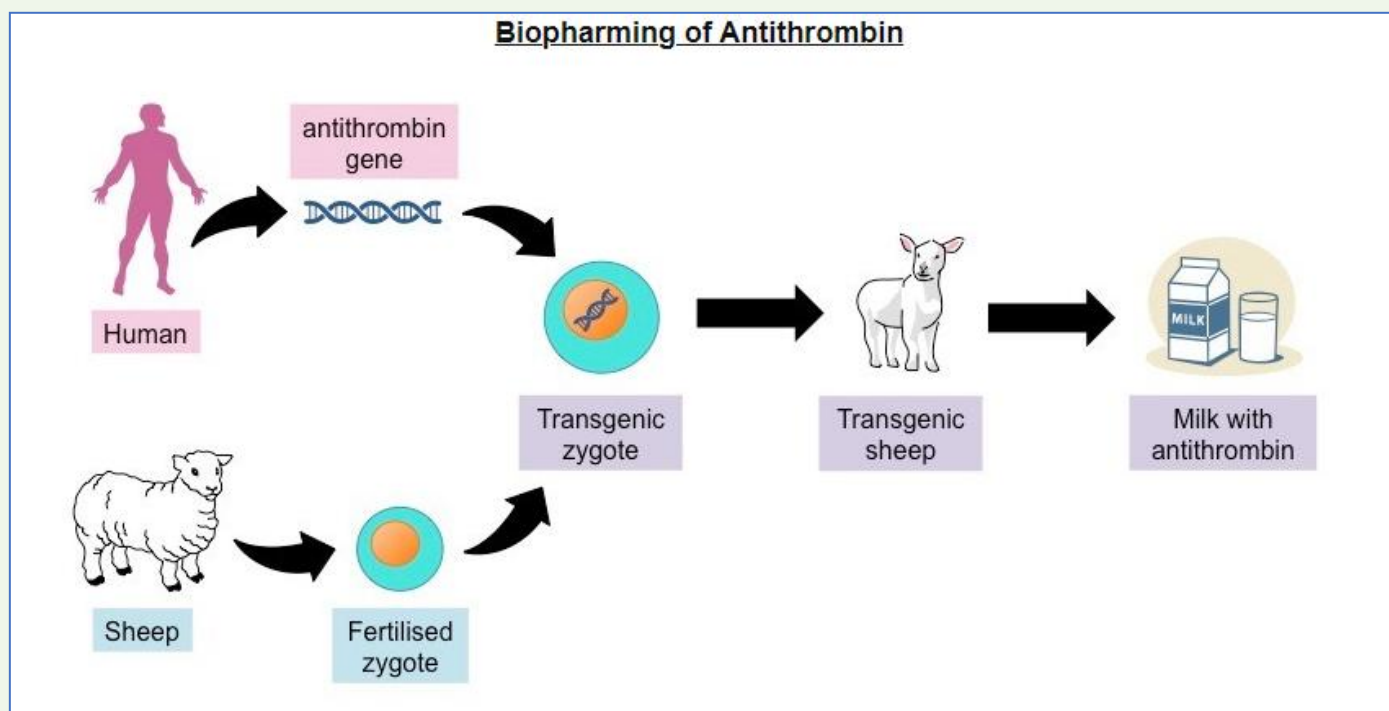 Biopharming of Antithrombin
antithrombin
gene
Human
MILK
Transgenic
zygote
Transgenic
sheep
Milk with
antithrombin
Sheep
Fertilised
zygote